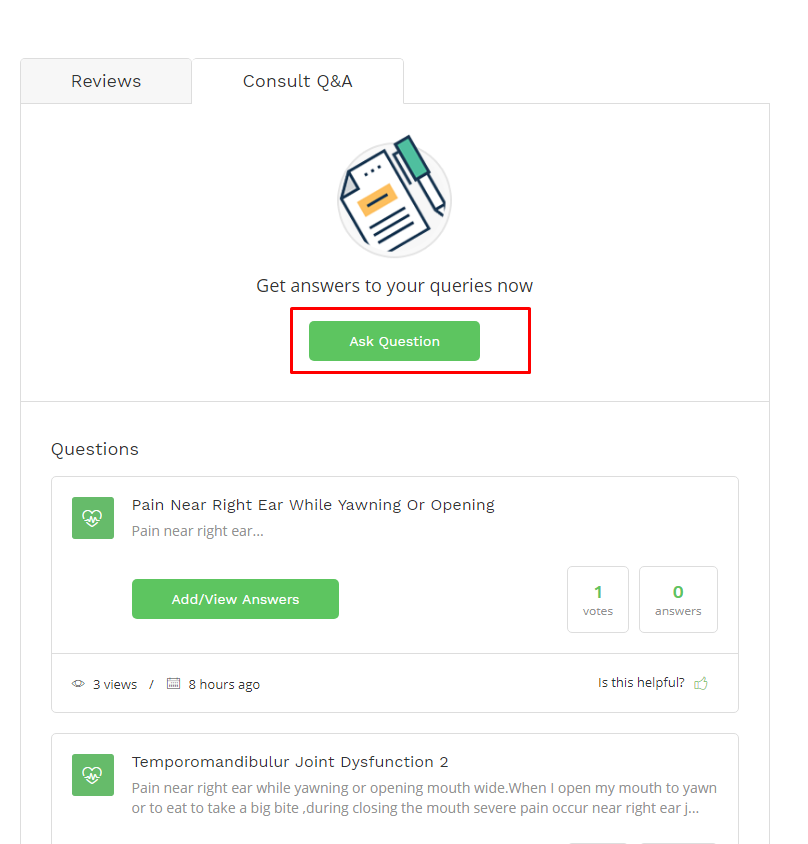 Reviews
Consult Q&A
Get answers to your queries now
Ask Question
Questions
Pain Near Right Ear While Yawning Or Opening
Pain near right ear...
Add/View Answers
1
votes
0
answers
3 views / 8 hours ago
Is this helpful?
Temporomandibulur Joint Dysfunction 2
Pain near right ear while yawning or opening mouth wide.When I open my mouth to yawn
or to eat to take a big bite ,during closing the mouth severe pain occur near right ear j...